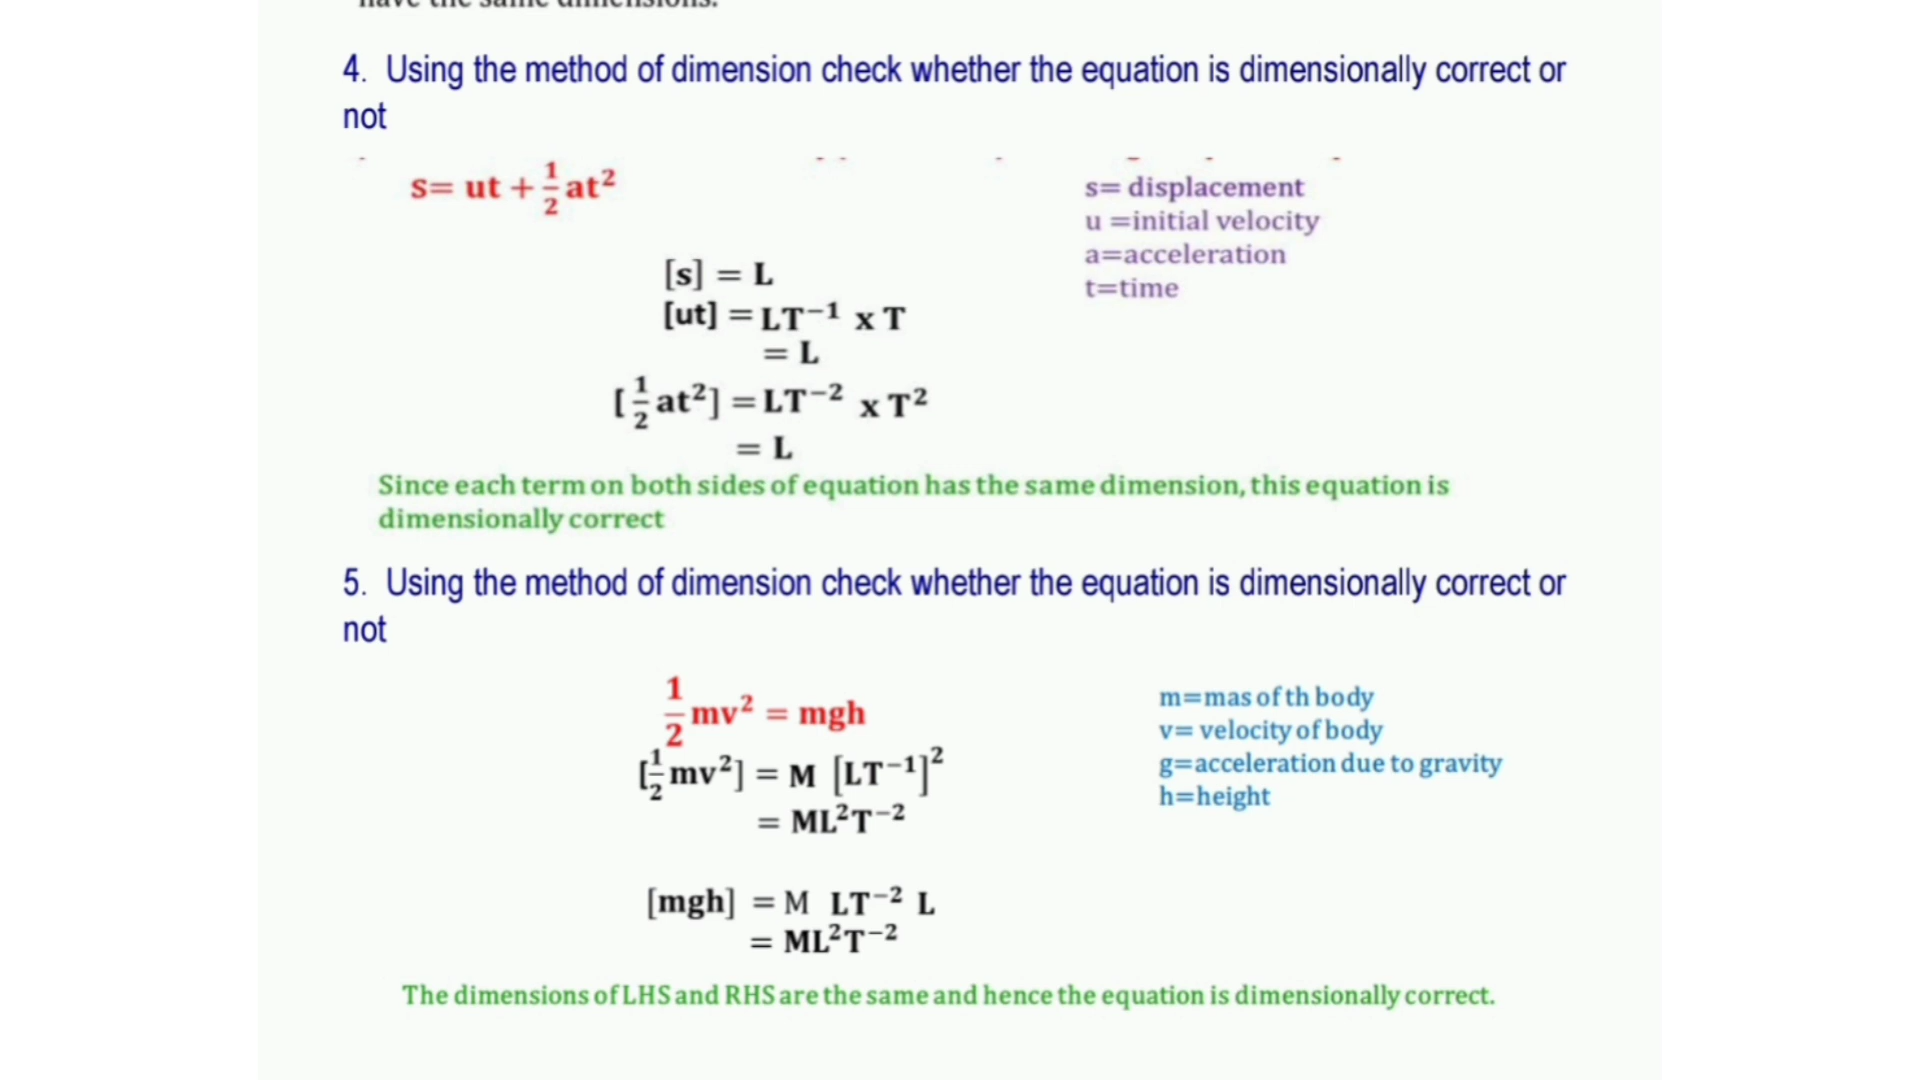 have the same dimensions.
4. Using the method of dimension check whether the equation is dimensionally correct or
not
s= ut + 1/2 at²
s= displacement
u =initial velocity
a=acceleration
t=time
[s] = L
[ut] = LT⁻¹ x T
= L
[1/2 at²] = LT⁻² x T²
= L
Since each term on both sides of equation has the same dimension, this equation is
dimensionally correct
5. Using the method of dimension check whether the equation is dimensionally correct or
not
1/2 mv² = mgh
m=mas of th body
v= velocity of body
g=acceleration due to gravity
h=height
[1/2 mv²] = M [LT⁻¹]²
= ML²T⁻²
[mgh] = M LT⁻² L
= ML²T⁻²
The dimensions of LHS and RHS are the same and hence the equation is dimensionally correct.